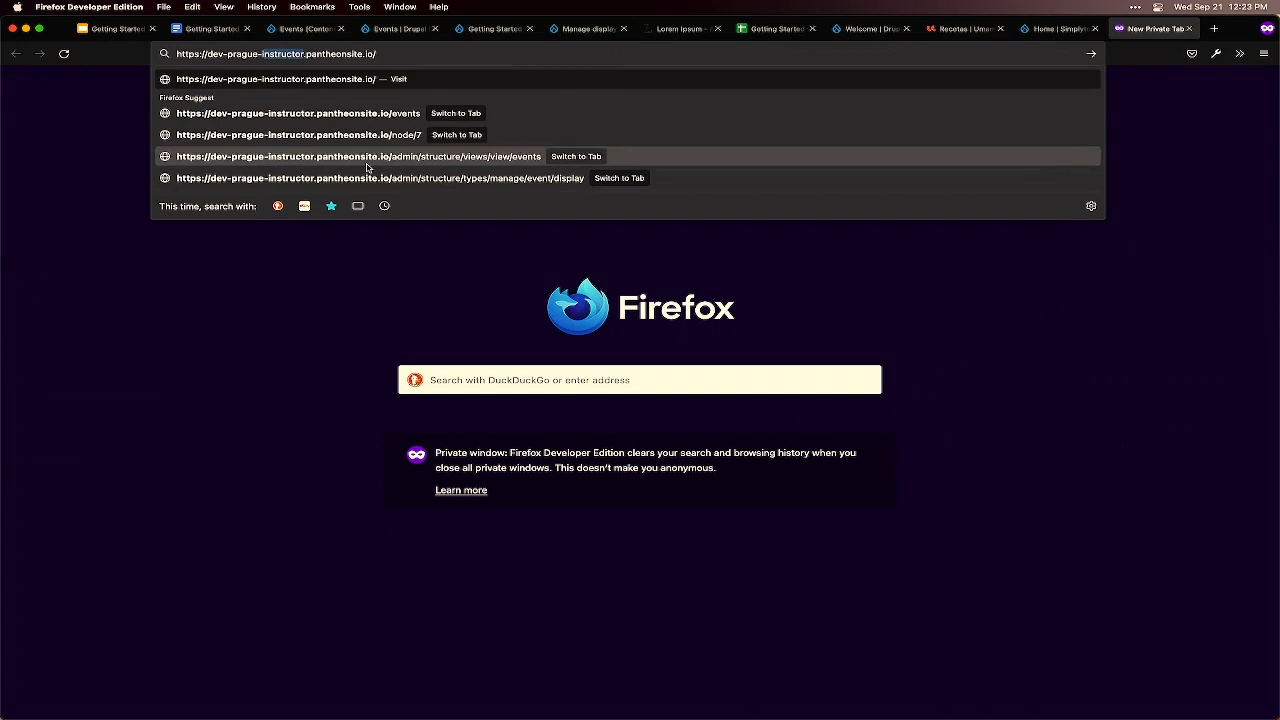 Firefox Developer Edition File Edit View History Bookmarks Tools Window Help Wed Sep 21 12:23 PM
Getting Started Getting Started Events (Conten Events | Drupal Getting Started Manage display Lorem Ipsum - A Getting Started Welcome | Dru Recotas | Uman Home | Simplyte New Private Tab
https://dev-prague-instructor.pantheonsite.io/
https://dev-prague-instructor.pantheonsite.io/ — Visit
Firefox Suggest
https://dev-prague-instructor.pantheonsite.io/events Switch to Tab
https://dev-prague-instructor.pantheonsite.io/node/7 Switch to Tab
https://dev-prague-instructor.pantheonsite.io/admin/structure/views/view/events Switch to Tab
https://dev-prague-instructor.pantheonsite.io/admin/structure/types/manage/event/display Switch to Tab
This time, search with:
Firefox
Search with DuckDuckGo or enter address
Private window: Firefox Developer Edition clears your search and browsing history when you
close all private windows. This doesn't make you anonymous.
Learn more